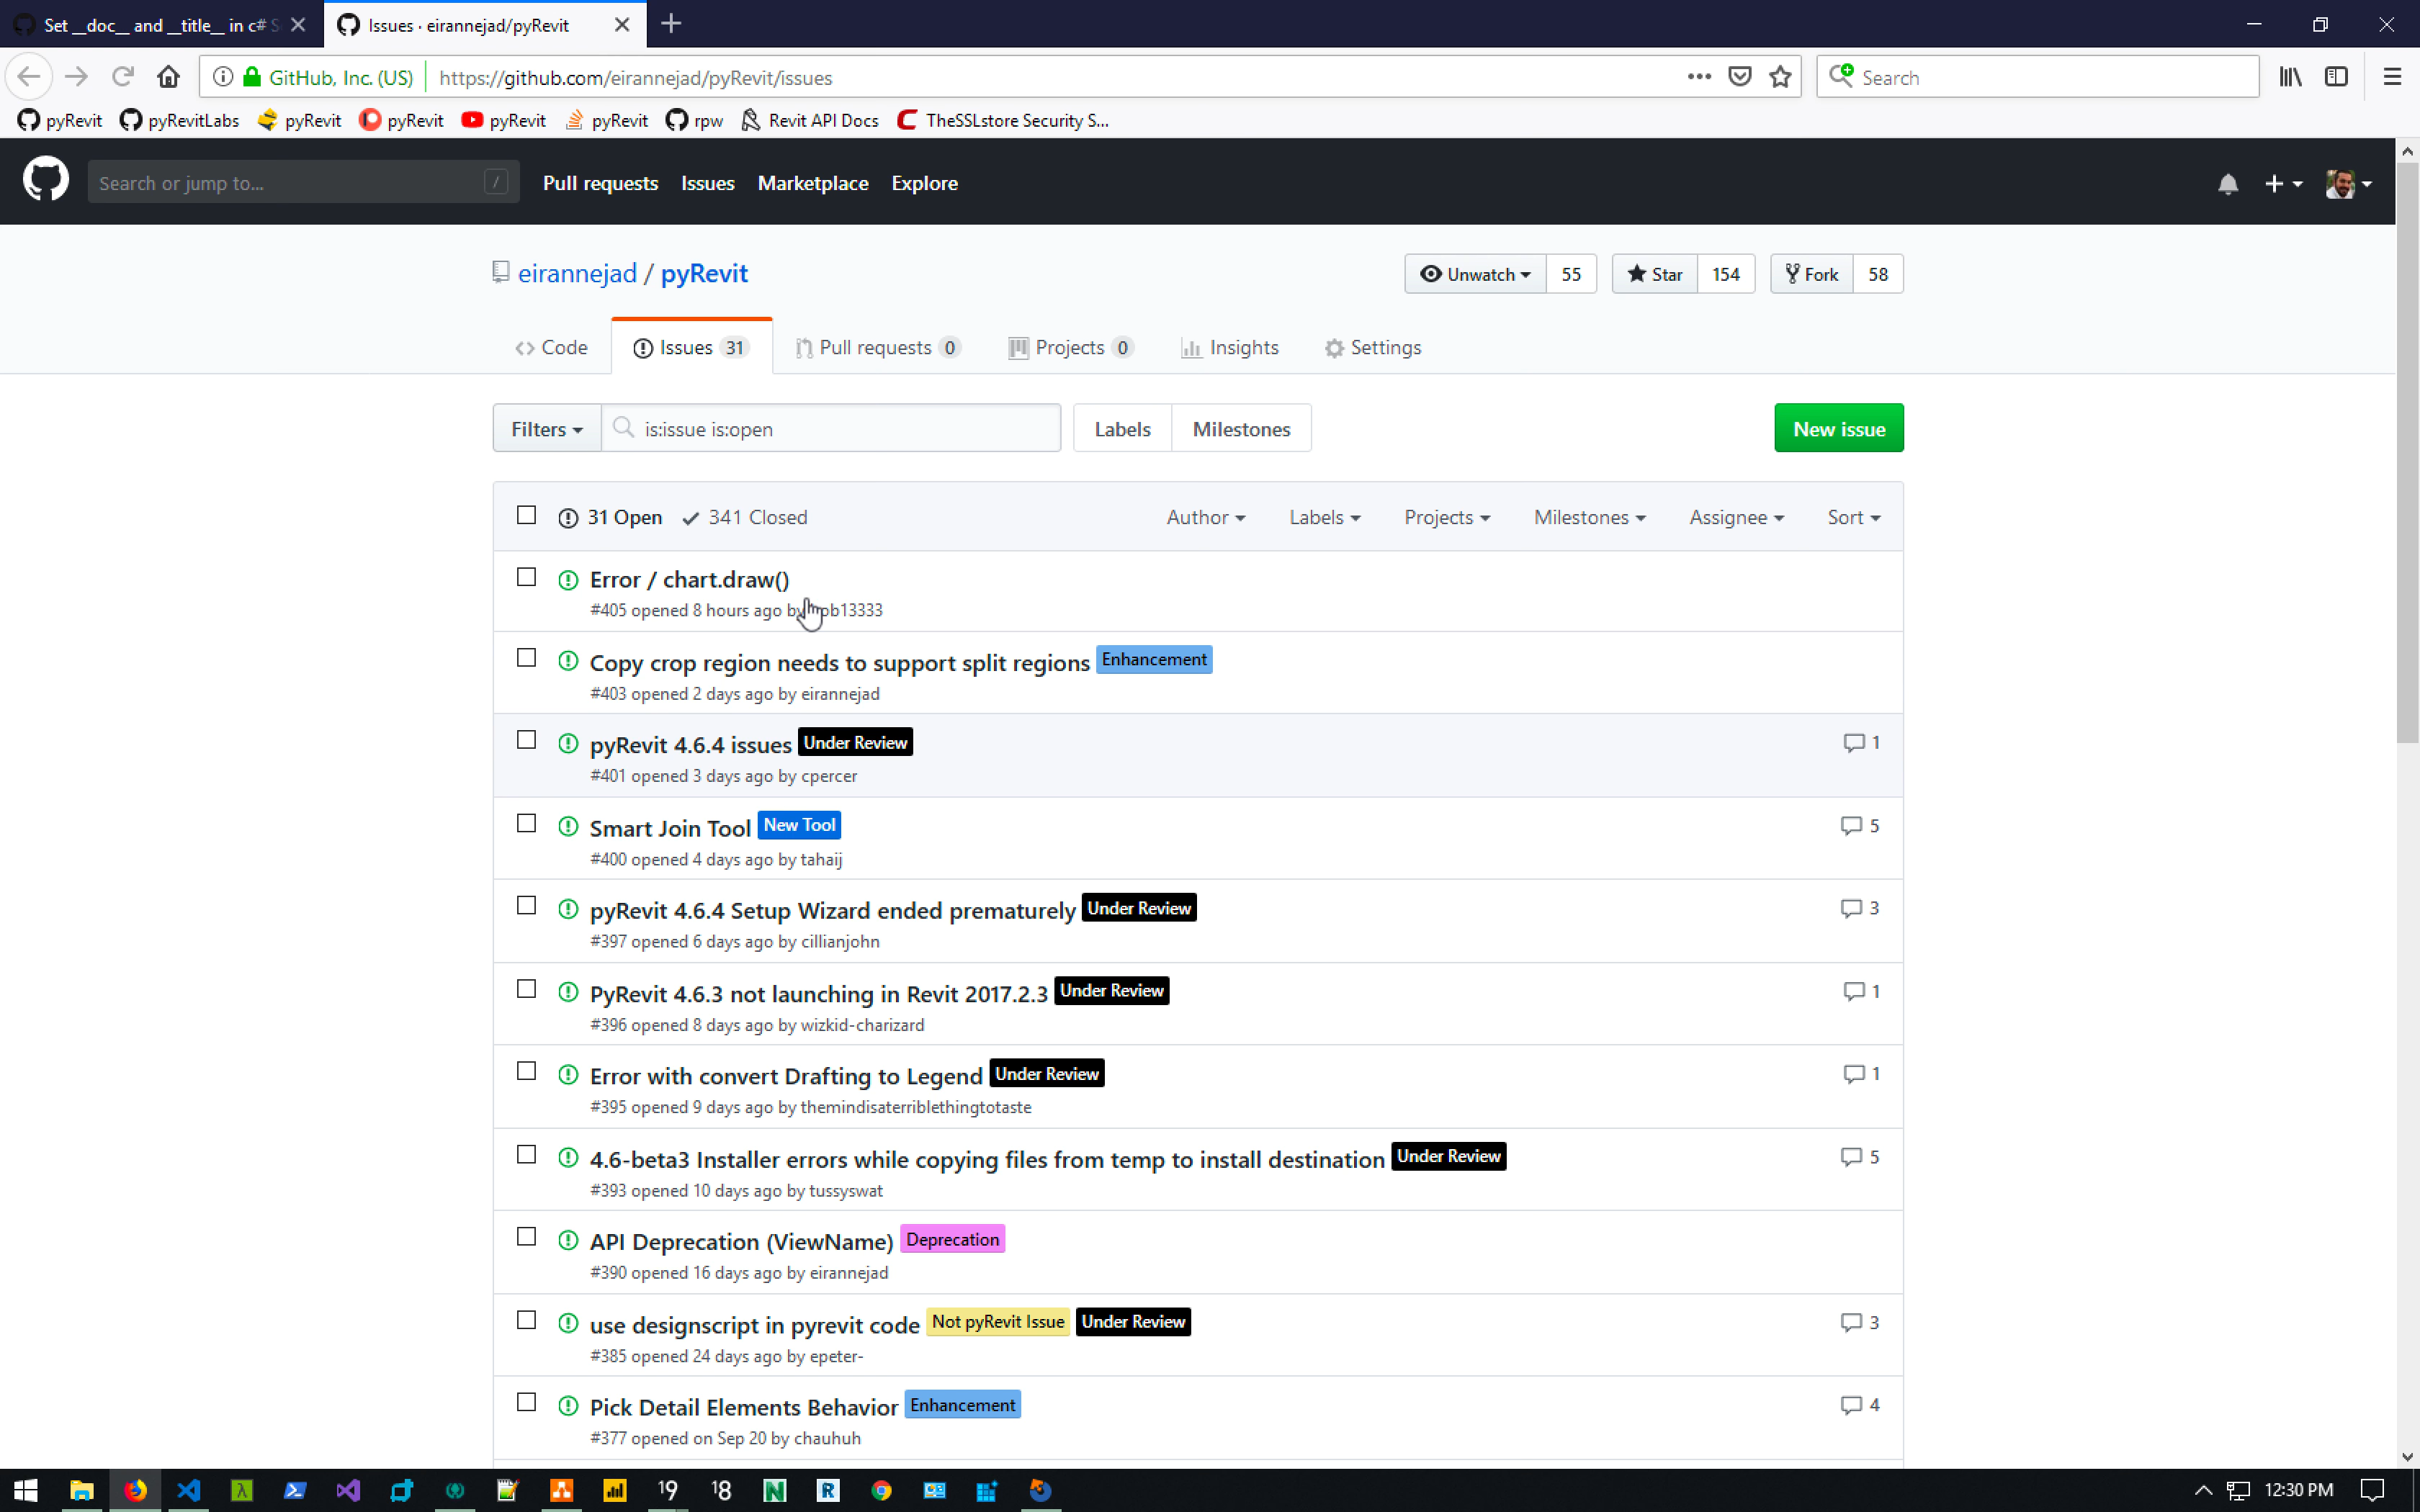 Set __doc__ and __title__ in c# S
Issues · eirannejad/pyRevit
GitHub, Inc. (US)
https://github.com/eirannejad/pyRevit/issues
Search
pyRevit
pyRevitLabs
pyRevit
pyRevit
pyRevit
pyRevit
rpw
Revit API Docs
TheSSLstore Security S...
Search or jump to...
/
Pull requests
Issues
Marketplace
Explore
eirannejad / pyRevit
Unwatch 55
Star 154
Fork 58
Code
Issues 31
Pull requests 0
Projects 0
Insights
Settings
Filters
is:issue is:open
Labels
Milestones
New issue
31 Open
341 Closed
Author
Labels
Projects
Milestones
Assignee
Sort
Error / chart.draw()
#405 opened 8 hours ago
Copy crop region needs to support split regions Enhancement
#403 opened 2 days ago by eirannejad
pyRevit 4.6.4 issues Under Review 1
#401 opened 3 days ago by cpercer
Smart Join Tool New Tool 5
#400 opened 4 days ago by tahaij
pyRevit 4.6.4 Setup Wizard ended prematurely Under Review 3
#397 opened 6 days ago by cillianjohn
PyRevit 4.6.3 not launching in Revit 2017.2.3 Under Review 1
#396 opened 8 days ago by wizkid-charizard
Error with convert Drafting to Legend Under Review 1
#395 opened 9 days ago by themindisaterriblethingtotaste
4.6-beta3 Installer errors while copying files from temp to install destination Under Review 5
#393 opened 10 days ago by tussyswat
API Deprecation (ViewName) Deprecation
#390 opened 16 days ago by eirannejad
use designscript in pyrevit code Not pyRevit Issue Under Review 3
#385 opened 24 days ago by epeter-
Pick Detail Elements Behavior Enhancement 4
#377 opened on Sep 20 by chauhuh
19
18
N
R
12:30 PM